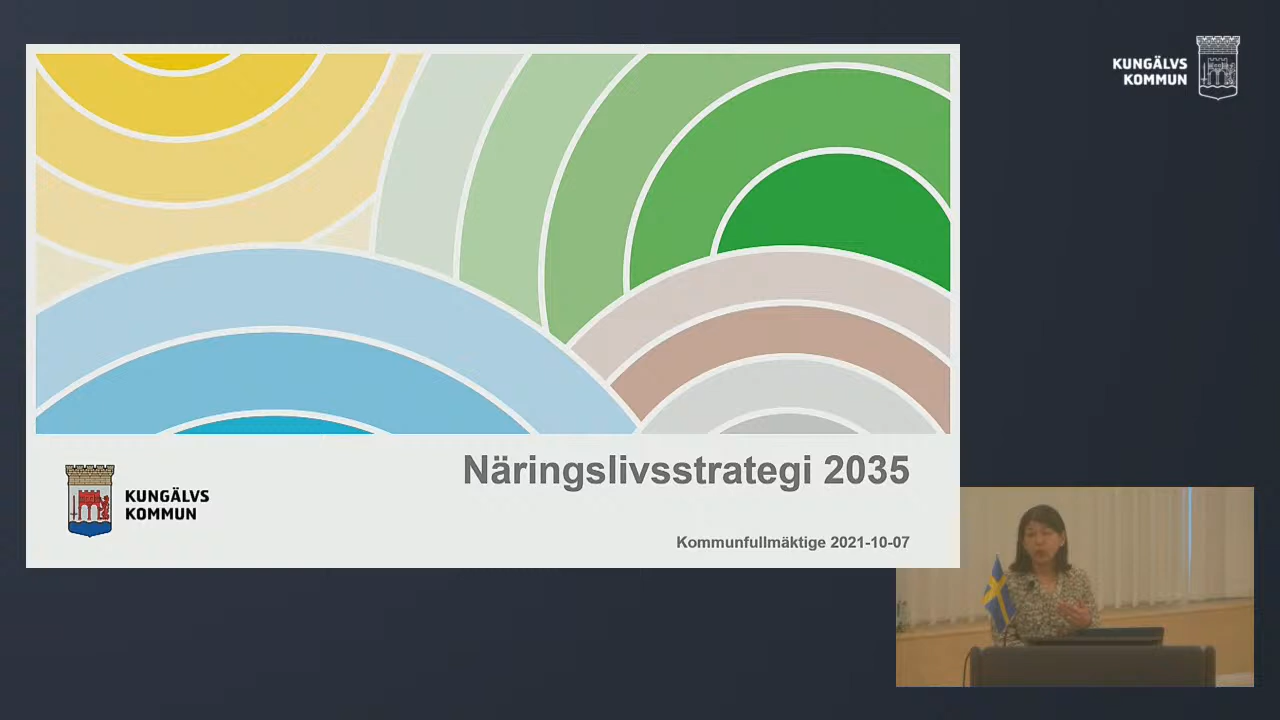 KUNGÄLVS
KOMMUN
Näringslivsstrategi 2035
KUNGÄLVS
KOMMUN
Kommunfullmäktige 2021-10-07